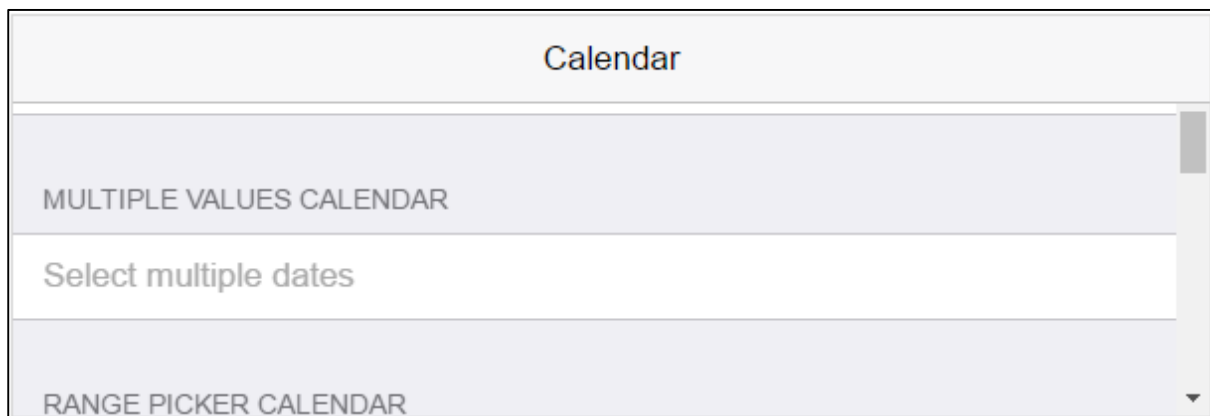 Calendar
MULTIPLE VALUES CALENDAR
Select multiple dates
RANGE PICKER CALENDAR